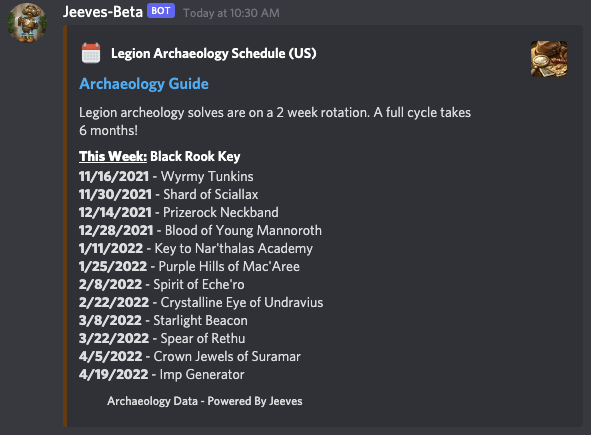 Jeeves-Beta BOT Today at 10:30 AM
Legion Archaeology Schedule (US)
Archaeology Guide
Legion archeology solves are on a 2 week rotation. A full cycle takes
6 months!
This Week: Black Rook Key
11/16/2021 - Wyrmy Tunkins
11/30/2021 - Shard of Sciallax
12/14/2021 - Prizerock Neckband
12/28/2021 - Blood of Young Mannoroth
1/11/2022 - Key to Nar'thalas Academy
1/25/2022 - Purple Hills of Mac'Aree
2/8/2022 - Spirit of Eche'ro
2/22/2022 - Crystalline Eye of Undravius
3/8/2022 - Starlight Beacon
3/22/2022 - Spear of Rethu
4/5/2022 - Crown Jewels of Suramar
4/19/2022 - Imp Generator
Archaeology Data - Powered By Jeeves